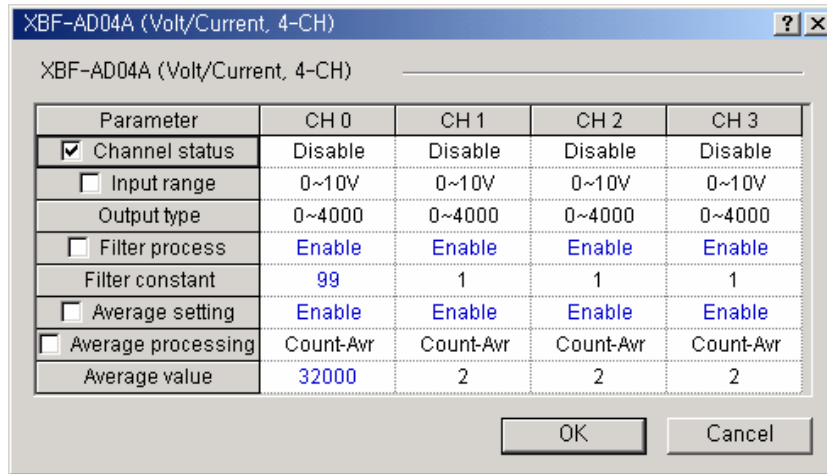 XBF-AD04A (Volt/Current, 4-CH)
XBF-AD04A (Volt/Current, 4-CH)
Parameter CH 0 CH 1 CH 2 CH 3
Channel status Disable Disable Disable Disable
Input range 0~10V 0~10V 0~10V 0~10V
Output type 0~4000 0~4000 0~4000 0~4000
Filter process Enable Enable Enable Enable
Filter constant 99 1 1 1
Average setting Enable Enable Enable Enable
Average processing Count-Avr Count-Avr Count-Avr Count-Avr
Average value 32000 2 2 2
OK Cancel